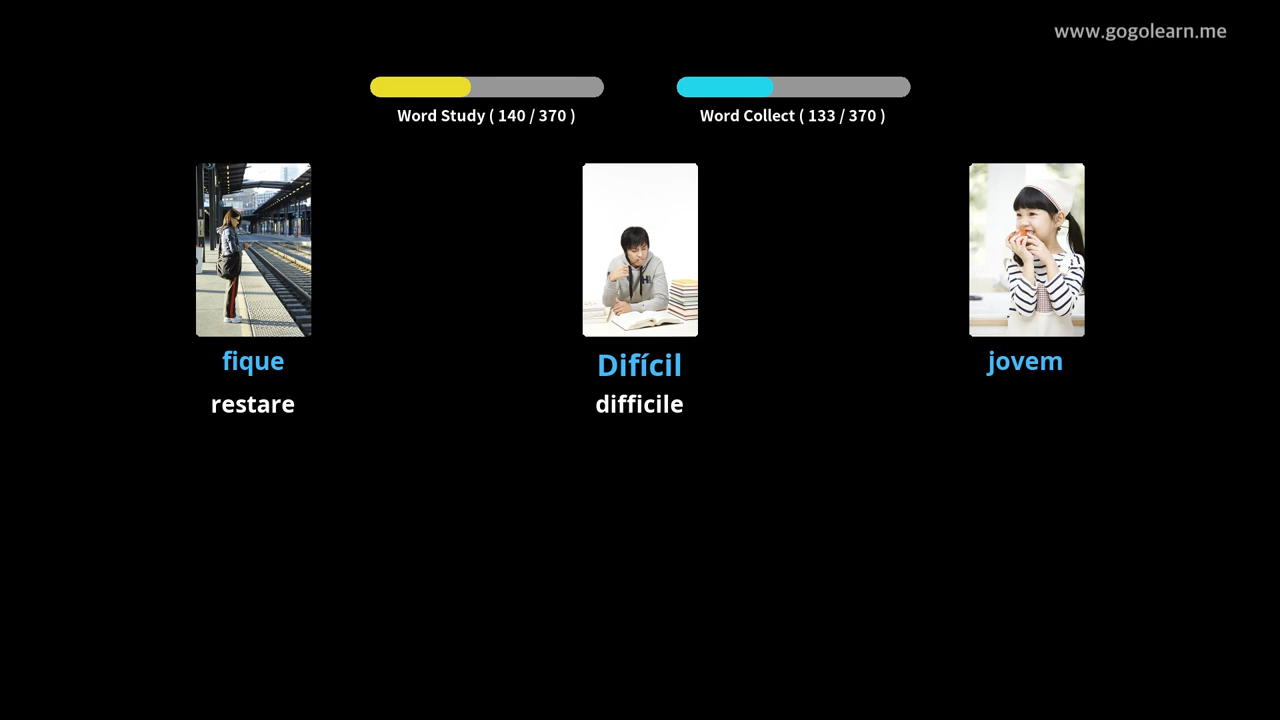 www.gogolearn.me
Word Study ( 140 / 370 )
Word Collect ( 133 / 370 )
fique
Difícil
jovem
restare
difficile